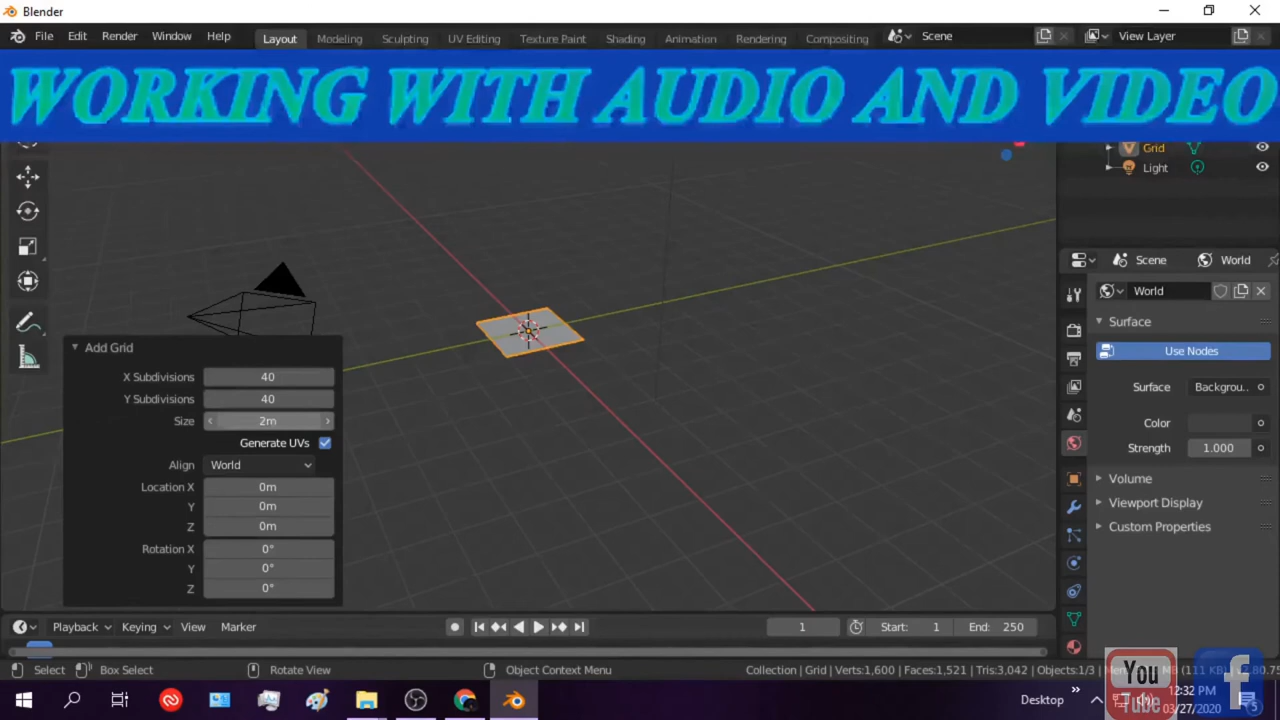 Blender
File Edit Render Window Help Layout Modeling Sculpting UV Editing Texture Paint Shading Animation Rendering Compositing Scene View Layer
WORKING WITH AUDIO AND VIDEO
Grid
Light
Scene World
World
Surface
Use Nodes
Surface Backgrou..
Color
Strength 1.000
Volume
Viewport Display
Custom Properties
Add Grid
X Subdivisions 40
Y Subdivisions 40
Size 2m
Generate UVs
Align World
Location X 0m
Y 0m
Z 0m
Rotation X 0°
Y 0°
Z 0°
Playback Keying View Marker 1 Start: 1 End: 250
Select Box Select Rotate View Object Context Menu Collection | Grid | Verts:1,600 | Faces:1,521 | Tris:3,042 | Objects:1/3
You
Tube
Desktop
12:32 PM
03/27/2020
5